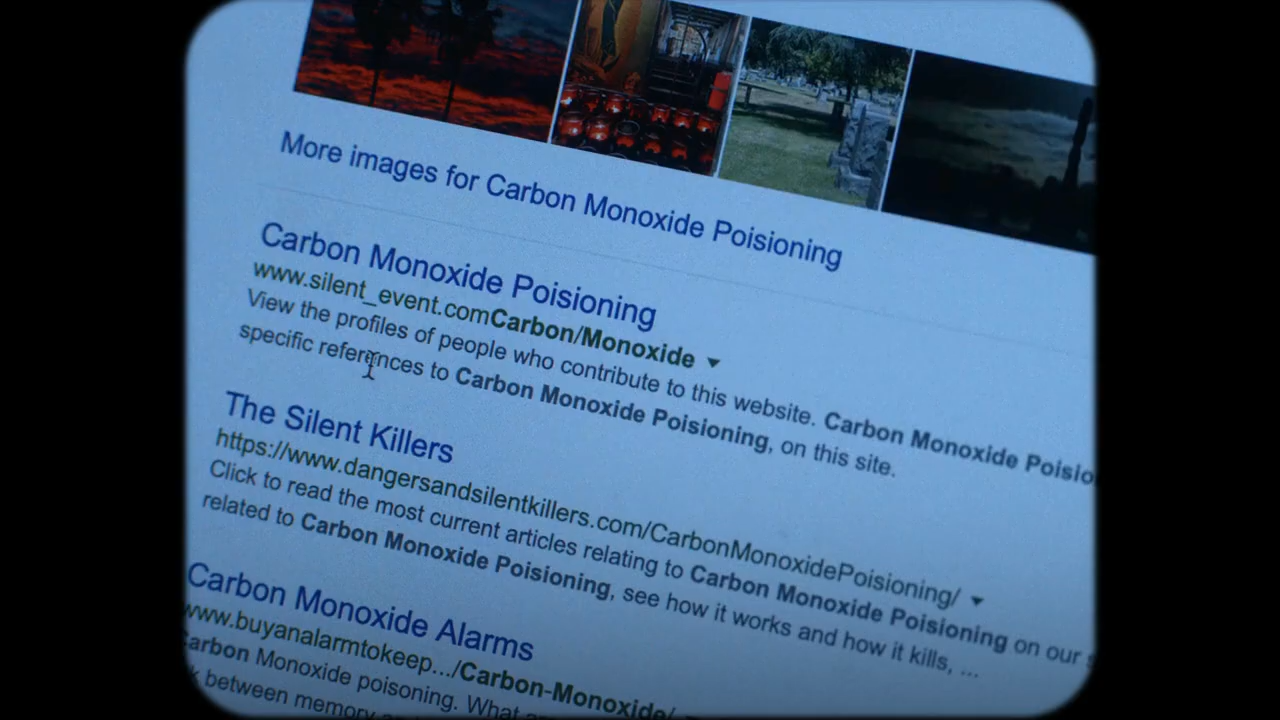 More images for Carbon Monoxide Poisioning
Carbon Monoxide Poisioning
www.silent_event.comCarbon/Monoxide
View the profiles of people who contribute to this website. Carbon Monoxide Poisio
specific references to Carbon Monoxide Poisioning, on this site.
The Silent Killers
https://www.dangersandsilentkillers.com/CarbonMonoxidePoisioning/
Click to read the most current articles relating to Carbon Monoxide Poisioning on our
related to Carbon Monoxide Poisioning, see how it works and how it kills, ...
Carbon Monoxide Alarms
www.buyanalarmtokeep.../Carbon-Monoxide/
Carbon Monoxide poisoning. What
between memory